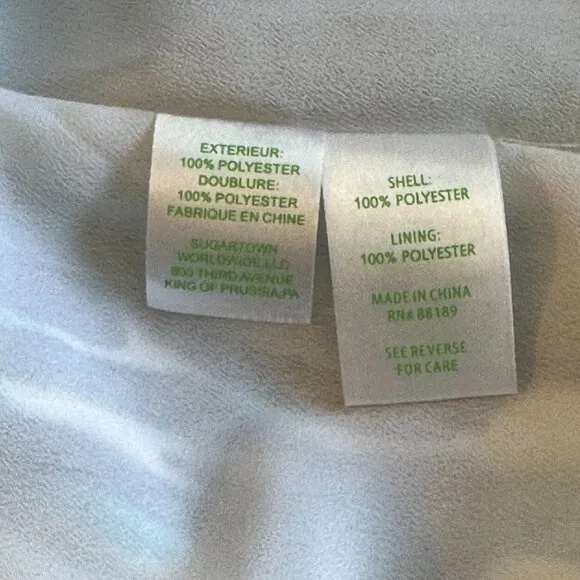 EXTERIEUR:
100% POLYESTER
DOUBLURE:
100% POLYESTER
FABRIQUE EN CHINE
SUGARTOWN
WORLDWIDE,LLC
800 THIRD AVENUE
KING OF PRUSSIA,PA
SHELL:
100% POLYESTER
LINING:
100% POLYESTER
MADE IN CHINA
RN# 88189
SEE REVERSE
FOR CARE